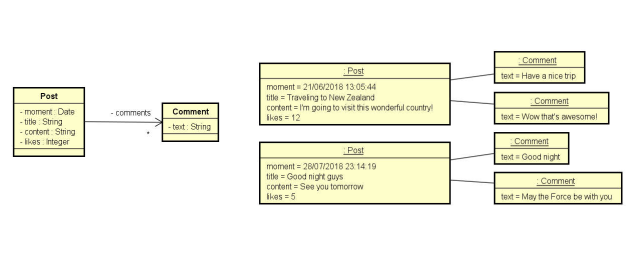 Post
- moment : Date
- title : String
- content : String
- likes : Integer
- comments
*
Comment
- text : String
: Post
moment = 21/06/2018 13:05:44
title = Traveling to New Zealand
content = I'm going to visit this wonderful country!
likes = 12
: Comment
text = Have a nice trip
: Comment
text = Wow that's awesome!
: Post
moment = 28/07/2018 23:14:19
title = Good night guys
content = See you tomorrow
likes = 5
: Comment
text = Good night
: Comment
text = May the Force be with you